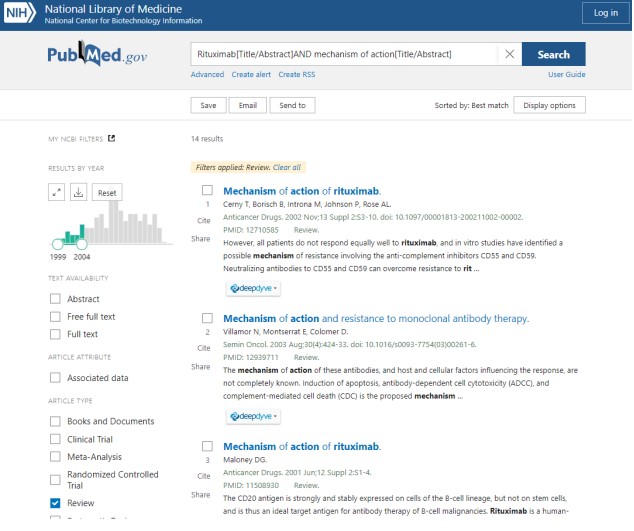 NIH National Library of Medicine
National Center for Biotechnology Information
Log in
PubMed.gov
Rituximab[Title/Abstract]AND mechanism of action[Title/Abstract]
Search
Advanced Create alert Create RSS
User Guide
Save Email Send to
Sorted by: Best match Display options
MY NCBI FILTERS
14 results
RESULTS BY YEAR
Filters applied: Review. Clear all
Reset
1999 2004
TEXT AVAILABILITY
Abstract
Free full text
Full text
ARTICLE ATTRIBUTE
Associated data
ARTICLE TYPE
Books and Documents
Clinical Trial
Meta-Analysis
Randomized Controlled
Trial
Review
Mechanism of action of rituximab.
1
Cite
Share
Cerny T, Borisch B, Introna M, Johnson P, Rose AL.
Anticancer Drugs. 2002 Nov;13 Suppl 2:S3-10. doi: 10.1097/00001813-200211002-00002.
PMID: 12710585 Review.
However, all patients do not respond equally well to rituximab, and in vitro studies have identified a
possible mechanism of resistance involving the anti-complement inhibitors CD55 and CD59.
Neutralizing antibodies to CD55 and CD59 can overcome resistance to rit ...
deepdyve
Mechanism of action and resistance to monoclonal antibody therapy.
2
Cite
Share
Villamor N, Montserrat E, Colomer D.
Semin Oncol. 2003 Aug;30(4):424-33. doi: 10.1016/s0093-7754(03)00261-6.
PMID: 12939711 Review.
The mechanism of action of these antibodies, and host and cellular factors influencing the response, are
not completely known. Induction of apoptosis, antibody-dependent cell cytotoxicity (ADCC), and
complement-mediated cell death (CDC) is the proposed mechanism ...
deepdyve
Mechanism of action of rituximab.
3
Cite
Share
Maloney DG.
Anticancer Drugs. 2001 Jun;12 Suppl 2:S1-4.
PMID: 11508930 Review.
The CD20 antigen is strongly and stably expressed on cells of the B-cell lineage, but not on stem cells,
and is thus an ideal target antigen for antibody therapy of B-cell malignancies. Rituximab is a human-